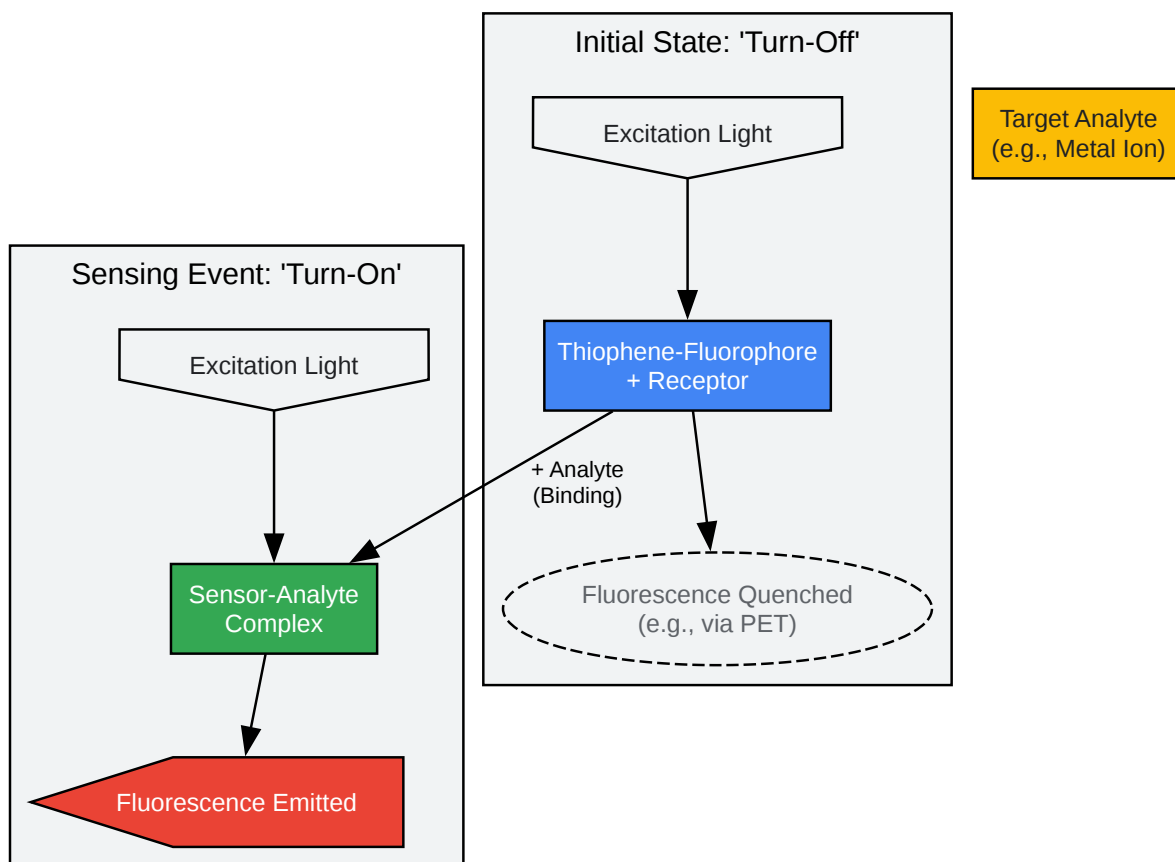 Initial State: 'Turn-Off'
Excitation Light
Target Analyte
(e.g., Metal Ion)
Sensing Event: 'Turn-On'
Excitation Light
Thiophene-Fluorophore
+ Receptor
+ Analyte
(Binding)
Sensor-Analyte
Complex
Fluorescence Quenched
(e.g., via PET)
Fluorescence Emitted